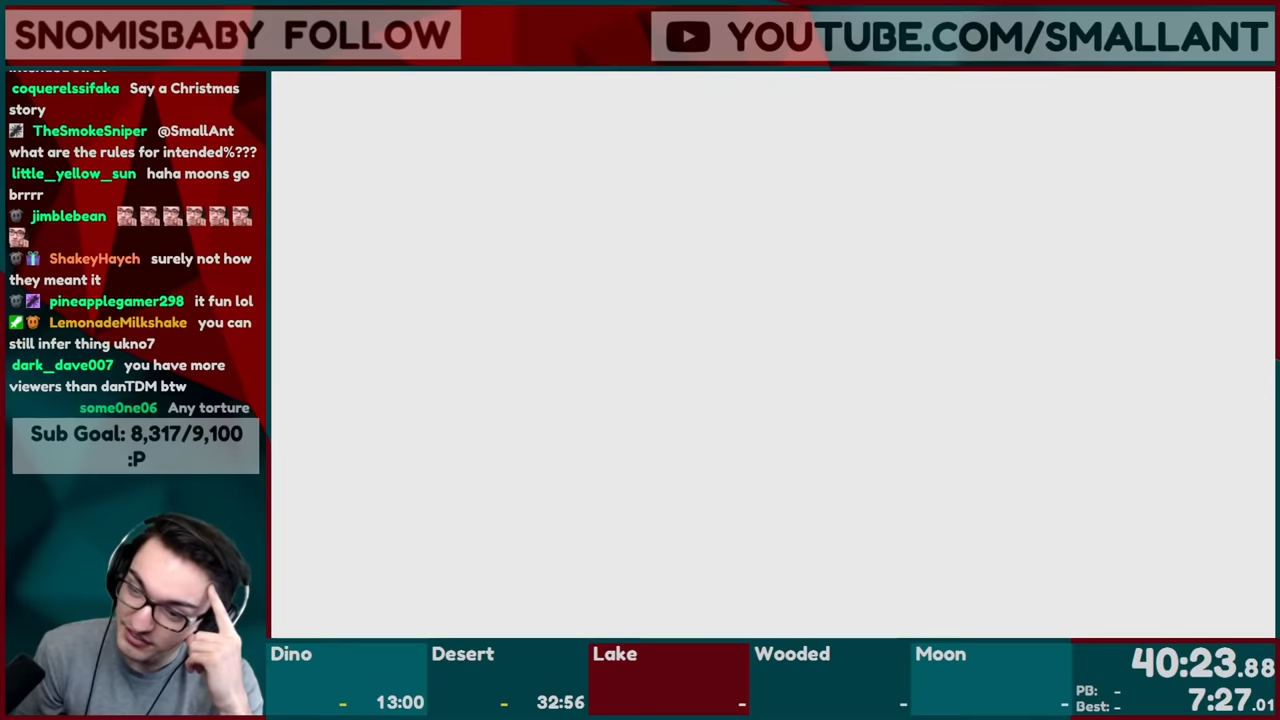 SNOMISBABY FOLLOW
YOUTUBE.COM/SMALLANT
coquerelssifaka Say a Christmas
story
TheSmokeSniper @SmallAnt
what are the rules for intended%???
little_yellow_sun haha moons go
brrrr
jimblebean
ShakeyHaych surely not how
they meant it
pineapplegamer298 it fun lol
LemonadeMilkshake you can
still infer thing ukno7
dark_dave007 you have more
viewers than danTDM btw
some0ne06 Any torture
Sub Goal: 8,317/9,100
:P
Dino
- 13:00
Desert
- 32:56
Lake
-
Wooded
-
Moon
-
40:23.88
PB: -
Best: -
7:27.01